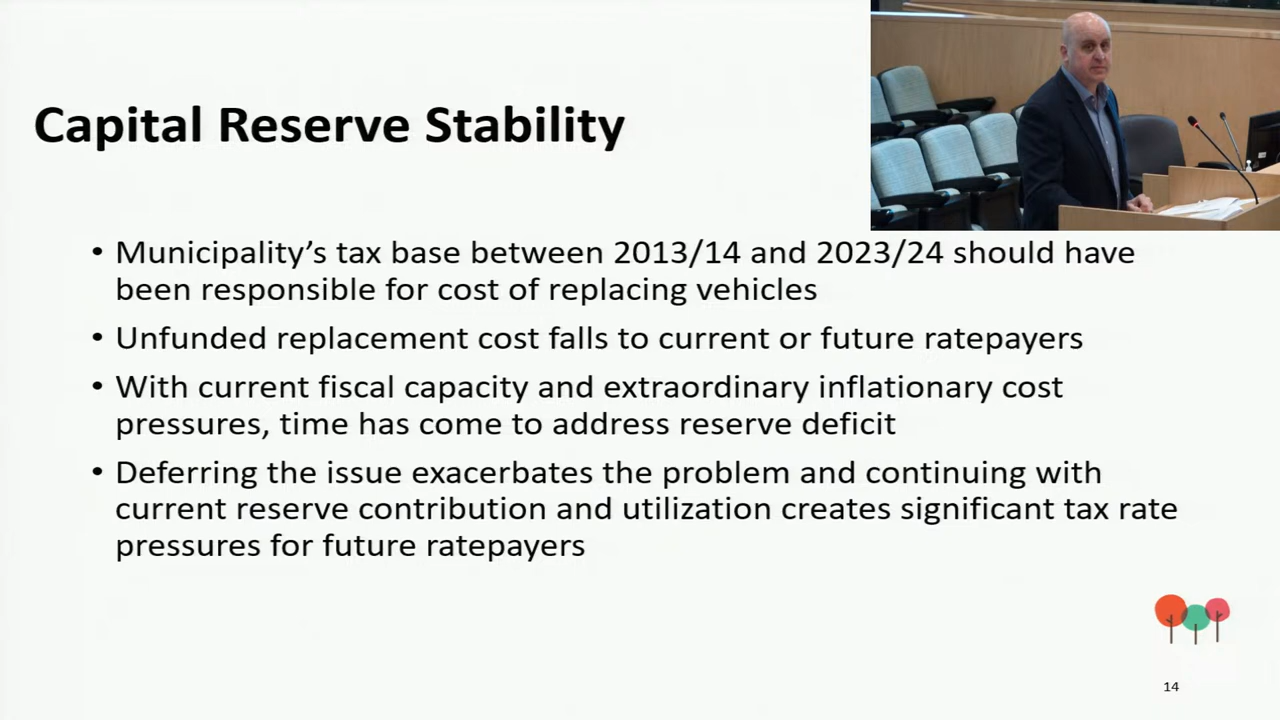 Capital Reserve Stability
• Municipality’s tax base between 2013/14 and 2023/24 should have
been responsible for cost of replacing vehicles
• Unfunded replacement cost falls to current or future ratepayers
• With current fiscal capacity and extraordinary inflationary cost
pressures, time has come to address reserve deficit
• Deferring the issue exacerbates the problem and continuing with
current reserve contribution and utilization creates significant tax rate
pressures for future ratepayers
14